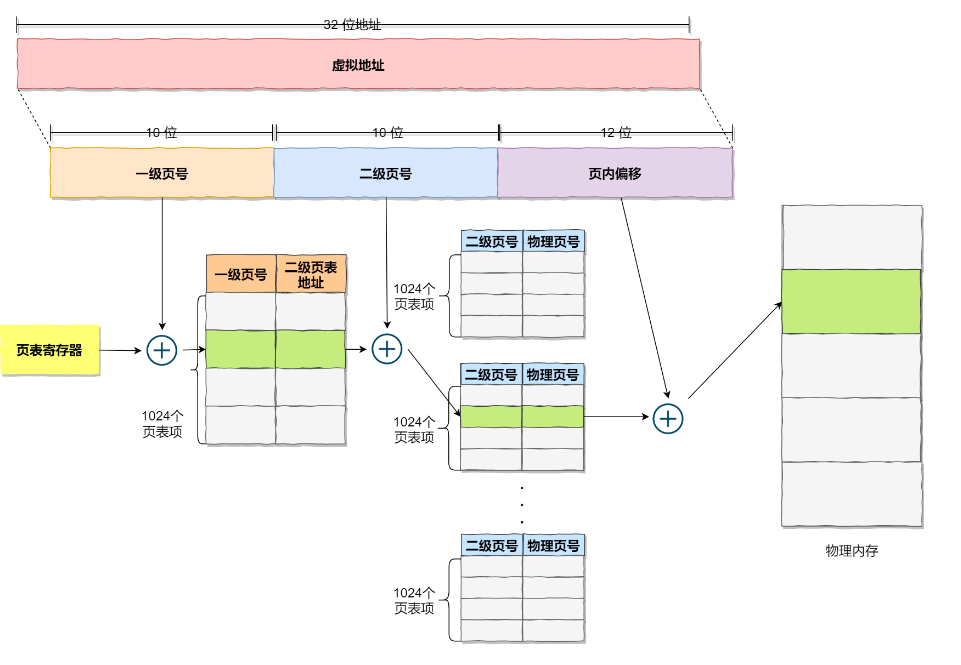 32 位地址
虚拟地址
10 位
10 位
12 位
一级页号
二级页号
页内偏移
页表寄存器
一级页号
二级页表
地址
1024个
页表项
二级页号
物理页号
1024个
页表项
二级页号
物理页号
1024个
页表项
.
.
.
二级页号
物理页号
1024个
页表项
物理内存